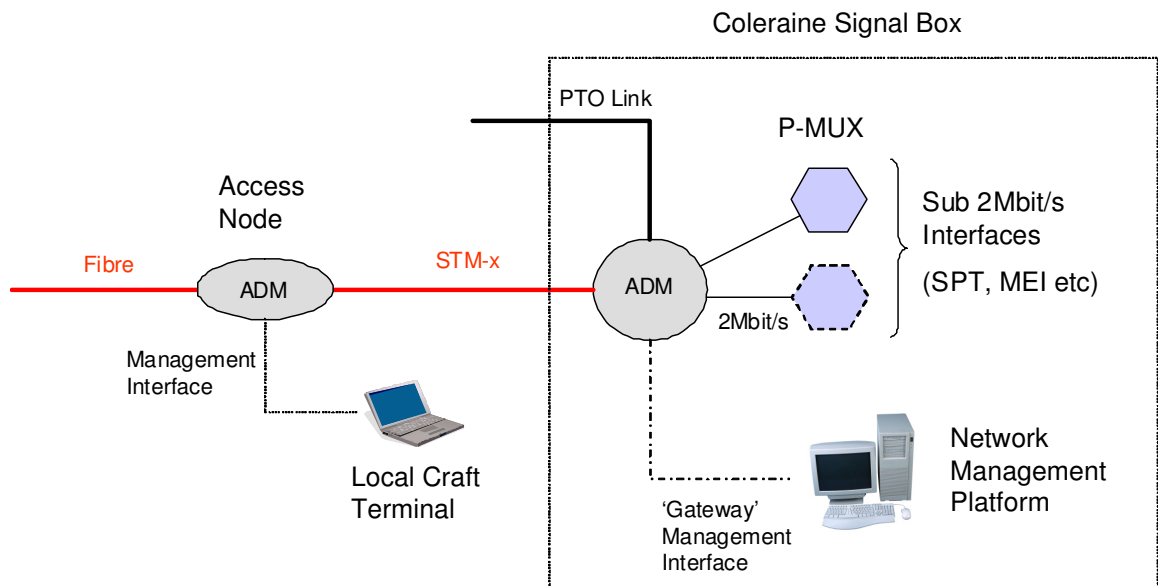 Coleraine Signal Box
PTO Link
P-MUX
Access
Node
Sub 2Mbit/s
Interfaces
(SPT, MEI etc)
Fibre
STM-x
ADM
ADM
2Mbit/s
Management
Interface
Local Craft
Terminal
Network
Management
Platform
‘Gateway’
Management
Interface